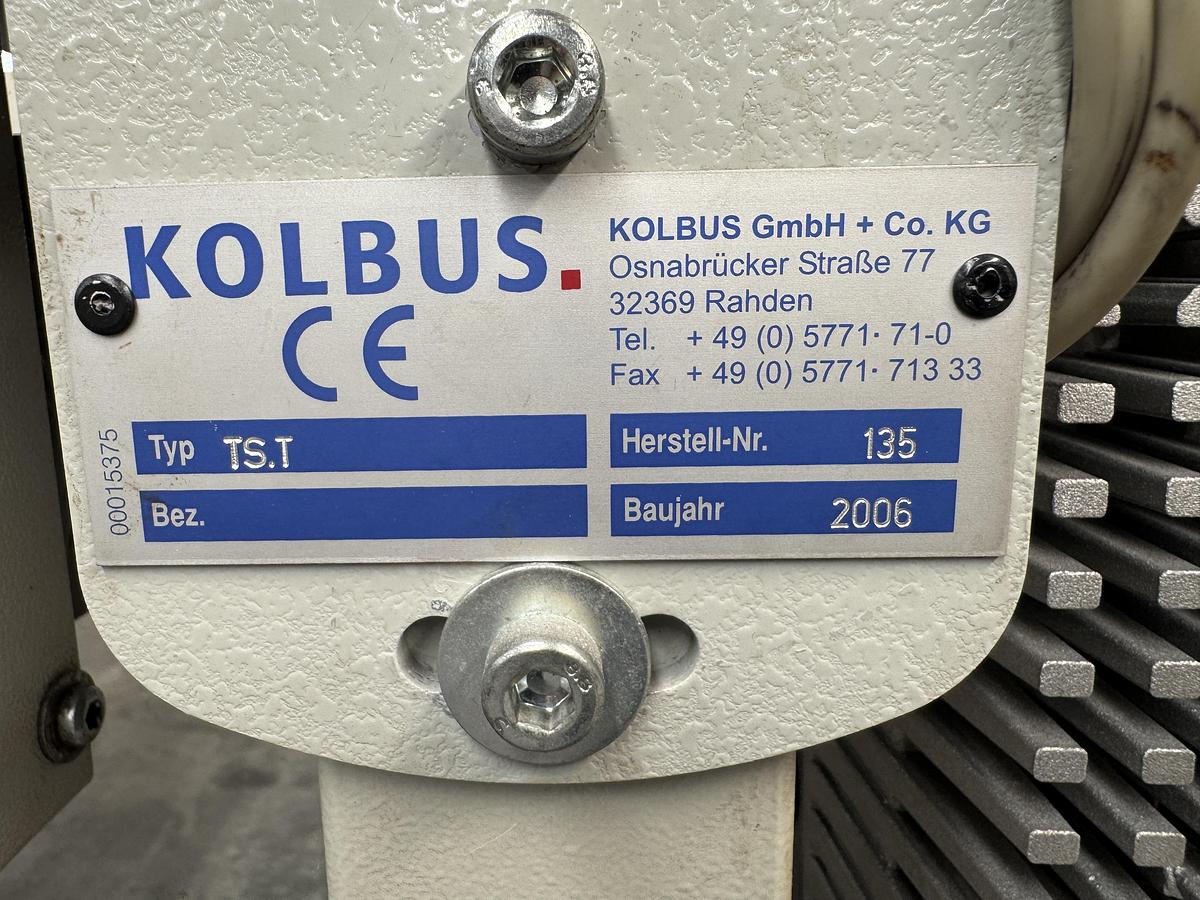 KOLBUS.
CE
KOLBUS GmbH + Co. KG
Osnabrücker Straße 77
32369 Rahden
Tel. + 49 (0) 5771· 71-0
Fax + 49 (0) 5771· 713 33
Typ TS.T
Herstell-Nr. 135
Bez.
Baujahr 2006
00015375